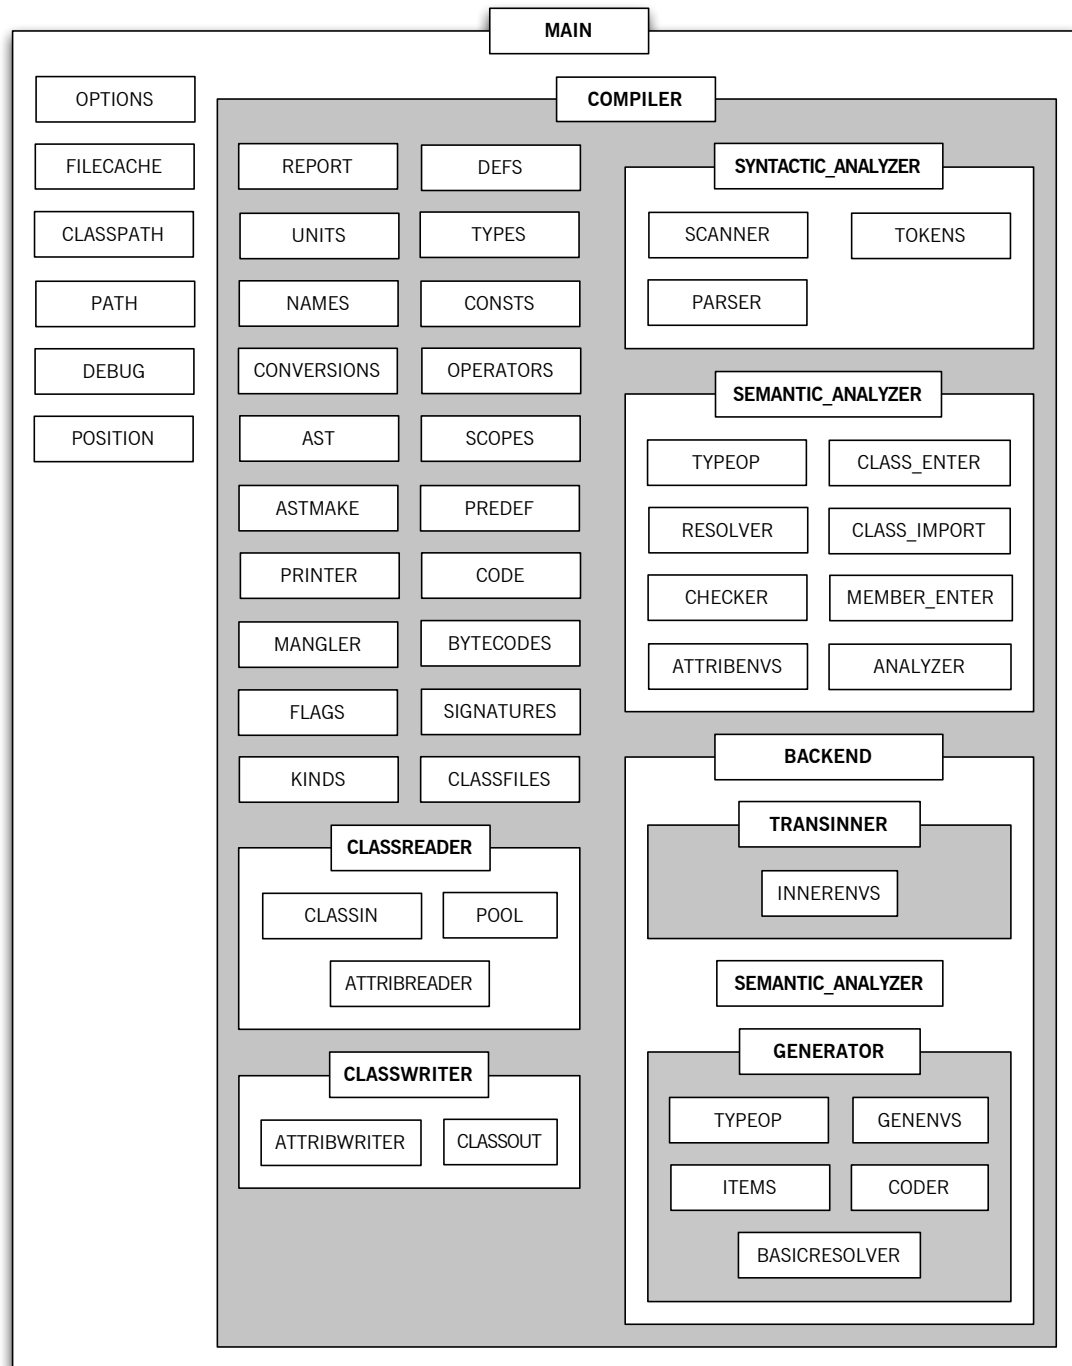 MAIN
OPTIONS
FILECACHE
CLASSPATH
PATH
DEBUG
POSITION
COMPILER
REPORT
DEFS
UNITS
TYPES
NAMES
CONSTS
CONVERSIONS
OPERATORS
AST
SCOPES
ASTMAKE
PREDEF
PRINTER
CODE
MANGLER
BYTECODES
FLAGS
SIGNATURES
KINDS
CLASSFILES
CLASSREADER
CLASSIN
POOL
ATTRIBREADER
CLASSWRITER
ATTRIBWRITER
CLASSOUT
SYNTACTIC_ANALYZER
SCANNER
TOKENS
PARSER
SEMANTIC_ANALYZER
TYPEOP
CLASS_ENTER
RESOLVER
CLASS_IMPORT
CHECKER
MEMBER_ENTER
ATTRIBENVS
ANALYZER
BACKEND
TRANSINNER
INNERENVS
SEMANTIC_ANALYZER
GENERATOR
TYPEOP
GENENVS
ITEMS
CODER
BASICRESOLVER